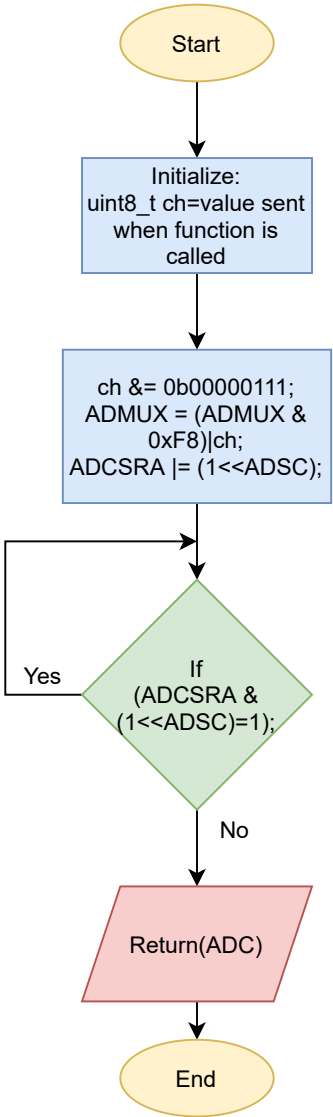 Start
Initialize:
uint8_t ch=value sent
when function is
called
ch &= 0b00000111;
ADMUX = (ADMUX &
0xF8)|ch;
ADCSRA |= (1<<ADSC);
Yes
If
(ADCSRA &
(1<<ADSC)=1);
No
Return(ADC)
End